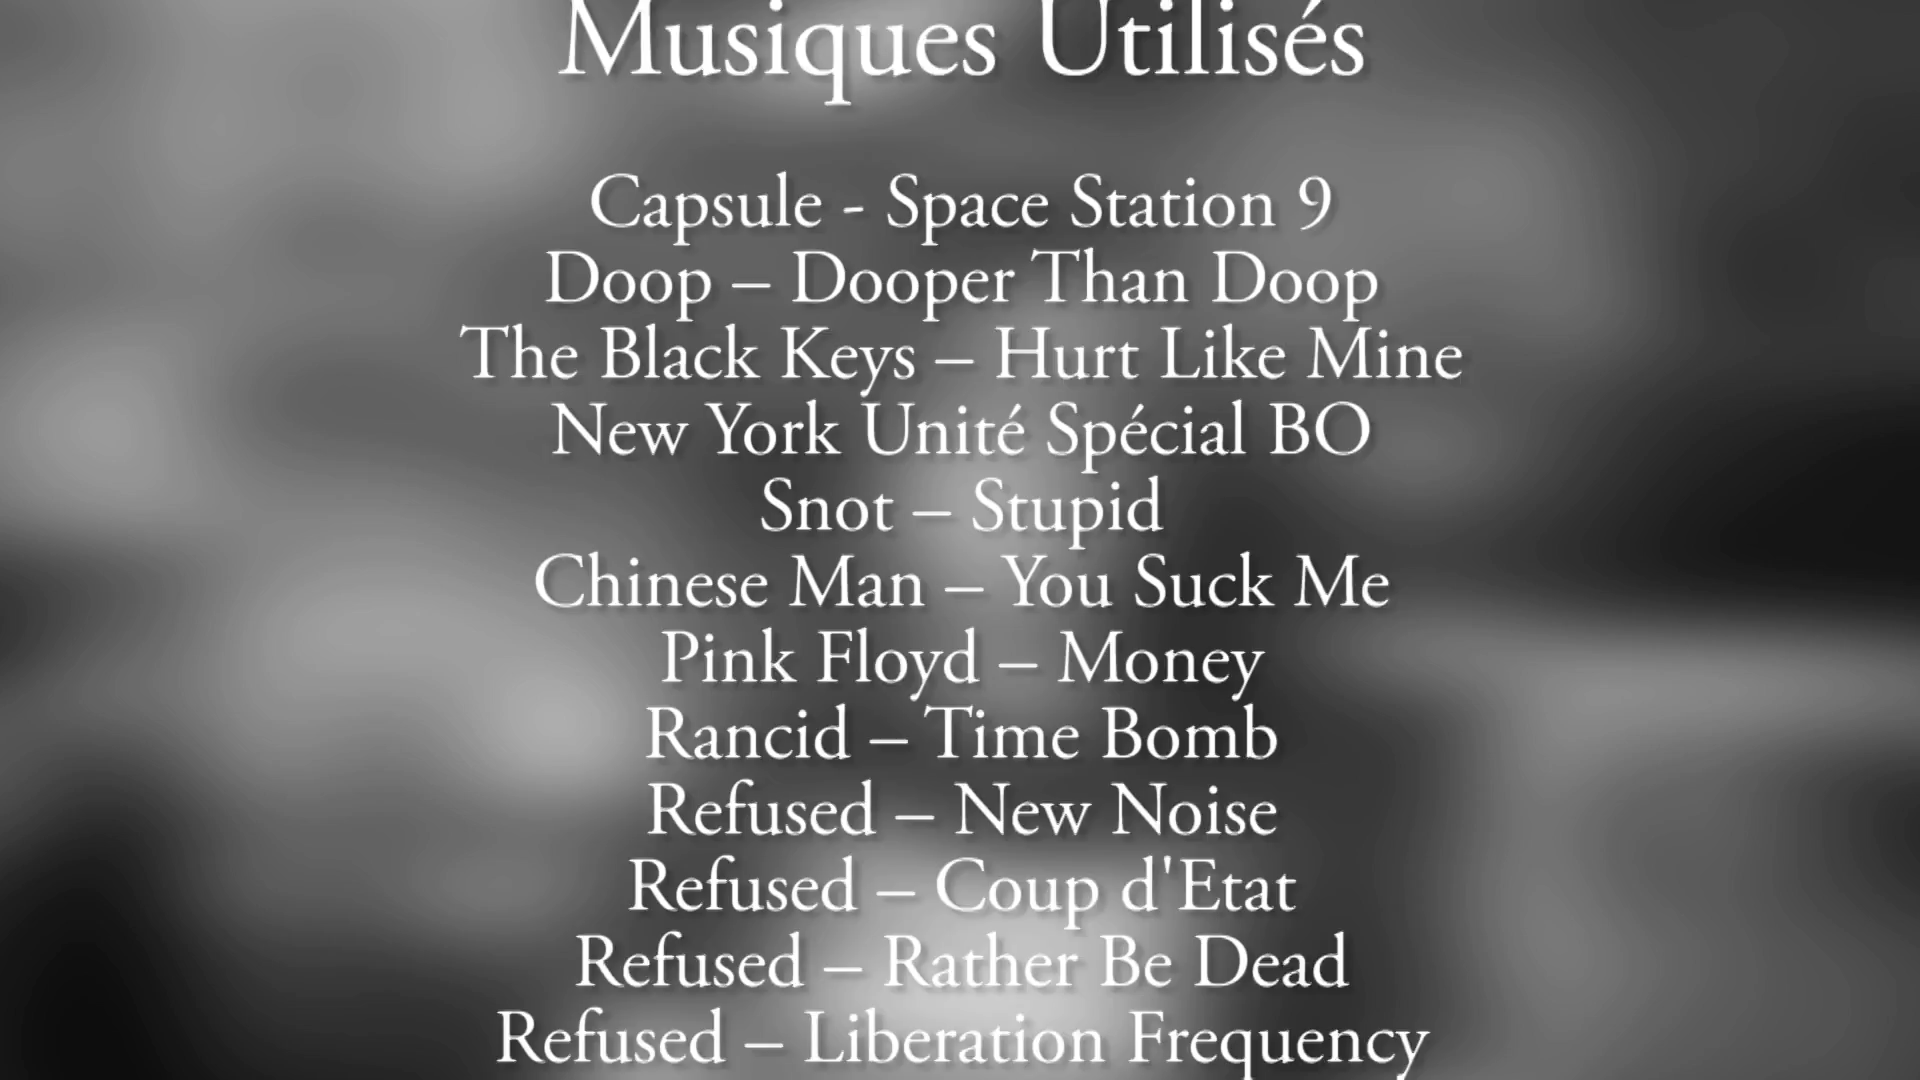 Musiques Utilisés
Capsule - Space Station 9
Doop – Dooper Than Doop
The Black Keys – Hurt Like Mine
New York Unité Spécial BO
Snot – Stupid
Chinese Man – You Suck Me
Pink Floyd – Money
Rancid – Time Bomb
Refused – New Noise
Refused – Coup d'Etat
Refused – Rather Be Dead
Refused – Liberation Frequency